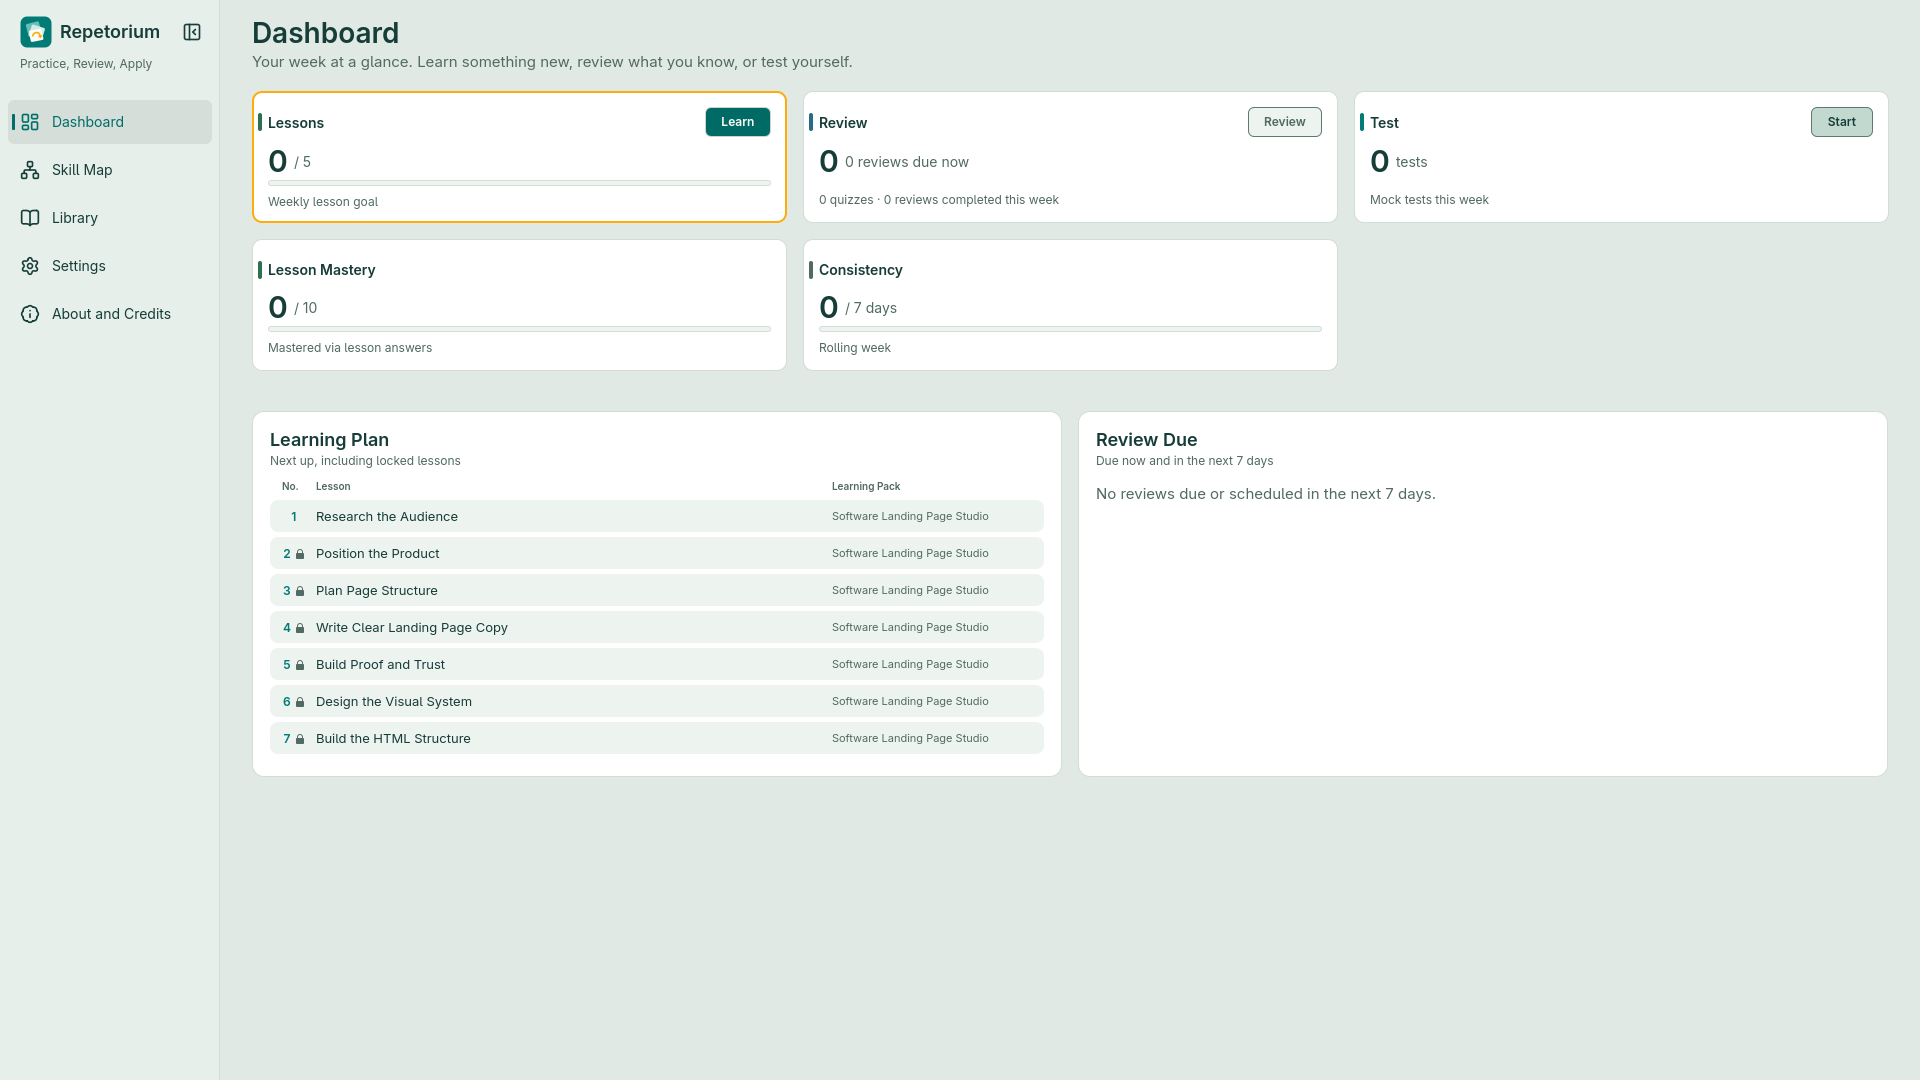 Repetorium
Practice, Review, Apply
Dashboard
Skill Map
Library
Settings
About and Credits
Dashboard
Your week at a glance. Learn something new, review what you know, or test yourself.
Lessons
Learn
0 / 5
Weekly lesson goal
Review
Review
0 0 reviews due now
0 quizzes · 0 reviews completed this week
Test
Start
0 tests
Mock tests this week
Lesson Mastery
0 / 10
Mastered via lesson answers
Consistency
0 / 7 days
Rolling week
Learning Plan
Next up, including locked lessons
No. Lesson Learning Pack
1 Research the Audience Software Landing Page Studio
2 Position the Product Software Landing Page Studio
3 Plan Page Structure Software Landing Page Studio
4 Write Clear Landing Page Copy Software Landing Page Studio
5 Build Proof and Trust Software Landing Page Studio
6 Design the Visual System Software Landing Page Studio
7 Build the HTML Structure Software Landing Page Studio
Review Due
Due now and in the next 7 days
No reviews due or scheduled in the next 7 days.